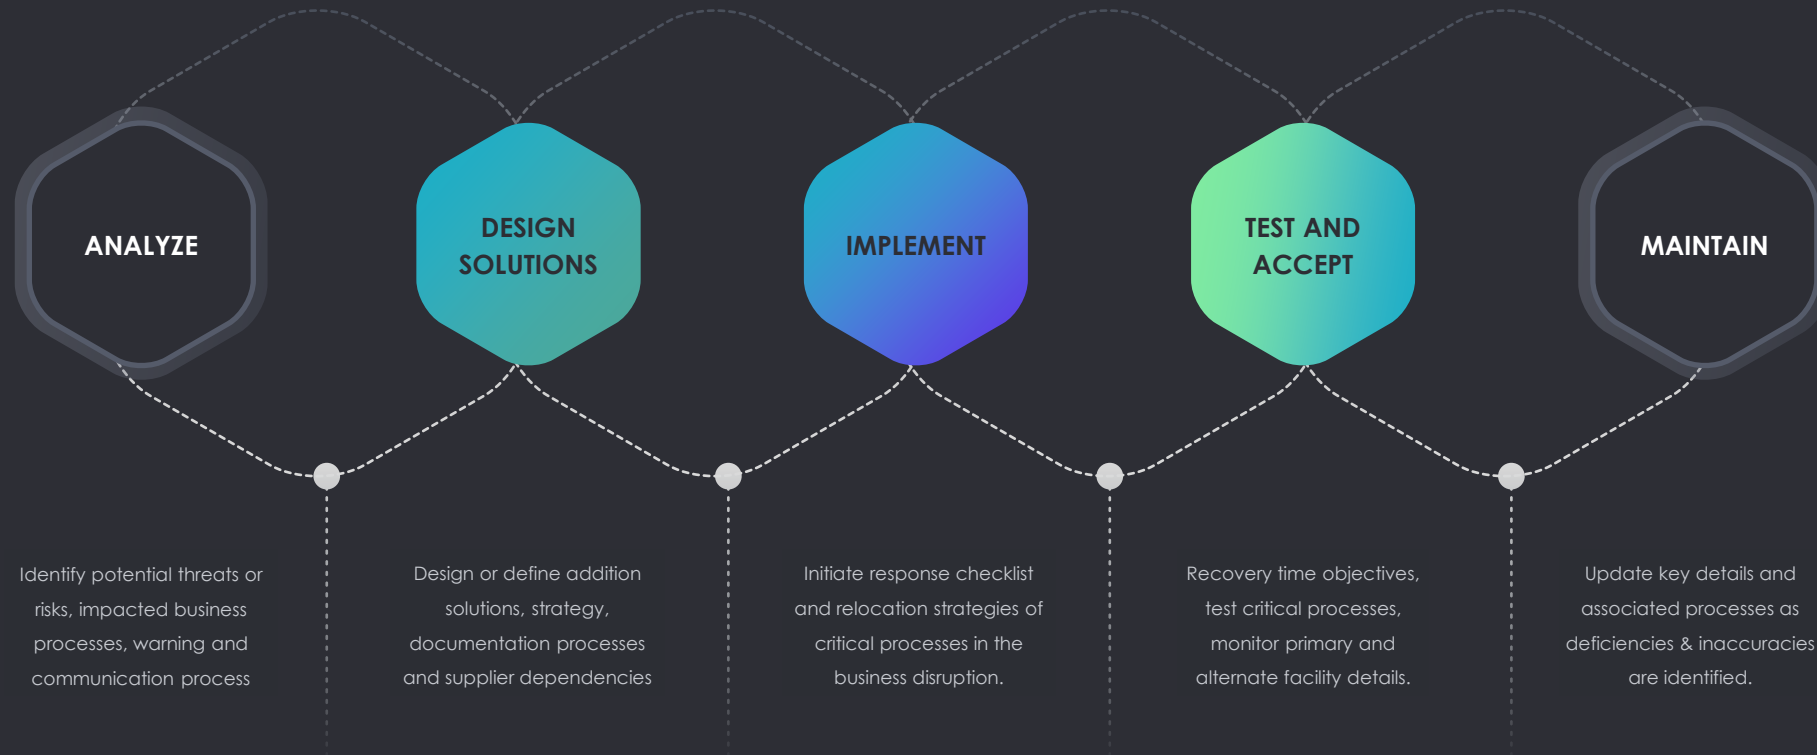 ANALYZE
DESIGN
SOLUTIONS
IMPLEMENT
TEST AND
ACCEPT
MAINTAIN
Identify potential threats or
risks, impacted business
processes, warning and
communication process
Design or define addition
solutions, strategy,
documentation processes
and supplier dependencies
Initiate response checklist
and relocation strategies of
critical processes in the
business disruption.
Recovery time objectives,
test critical processes,
monitor primary and
alternate facility details.
Update key details and
associated processes as
deficiencies & inaccuracies
are identified.